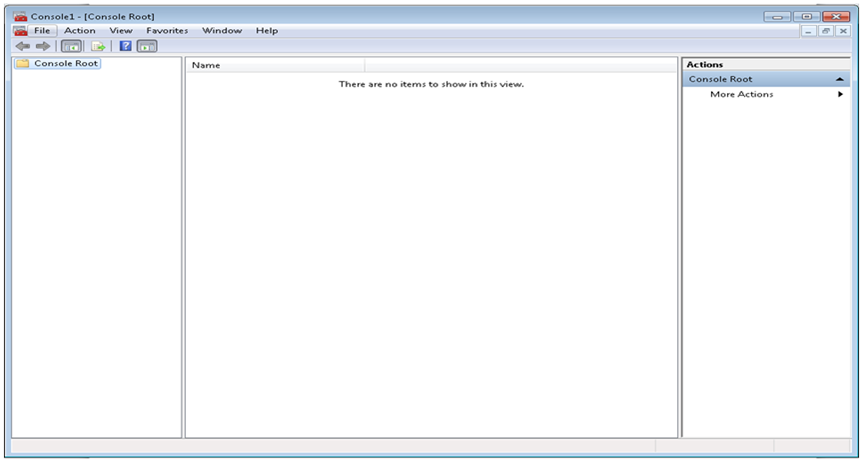 Console1 - [Console Root]
File Action View Favorites Window Help
Console Root
Name
There are no items to show in this view.
Actions
Console Root
More Actions